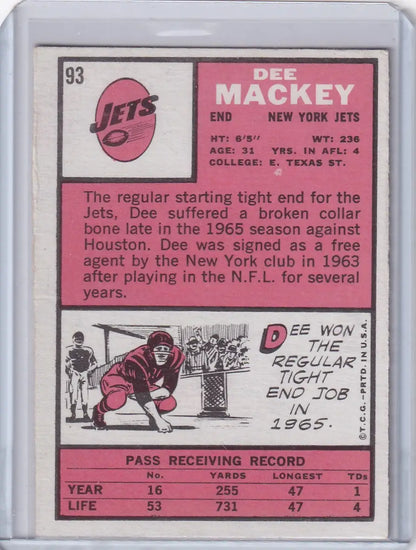 93
JETS
DEE
MACKEY
END NEW YORK JETS
HT: 6'5" WT: 236
AGE: 31 YRS. IN AFL: 4
COLLEGE: E. TEXAS ST.
The regular starting tight end for the
Jets, Dee suffered a broken collar
bone late in the 1965 season against
Houston. Dee was signed as a free
agent by the New York club in 1963
after playing in the N.F.L. for several
years.
DEE WON
THE
REGULAR
TIGHT
END JOB
IN
1965.
©T.C.G.-PRTD. IN U.S.A.
PASS RECEIVING RECORD
No. YARDS LONGEST TDs
YEAR 16 255 47 1
LIFE 53 731 47 4